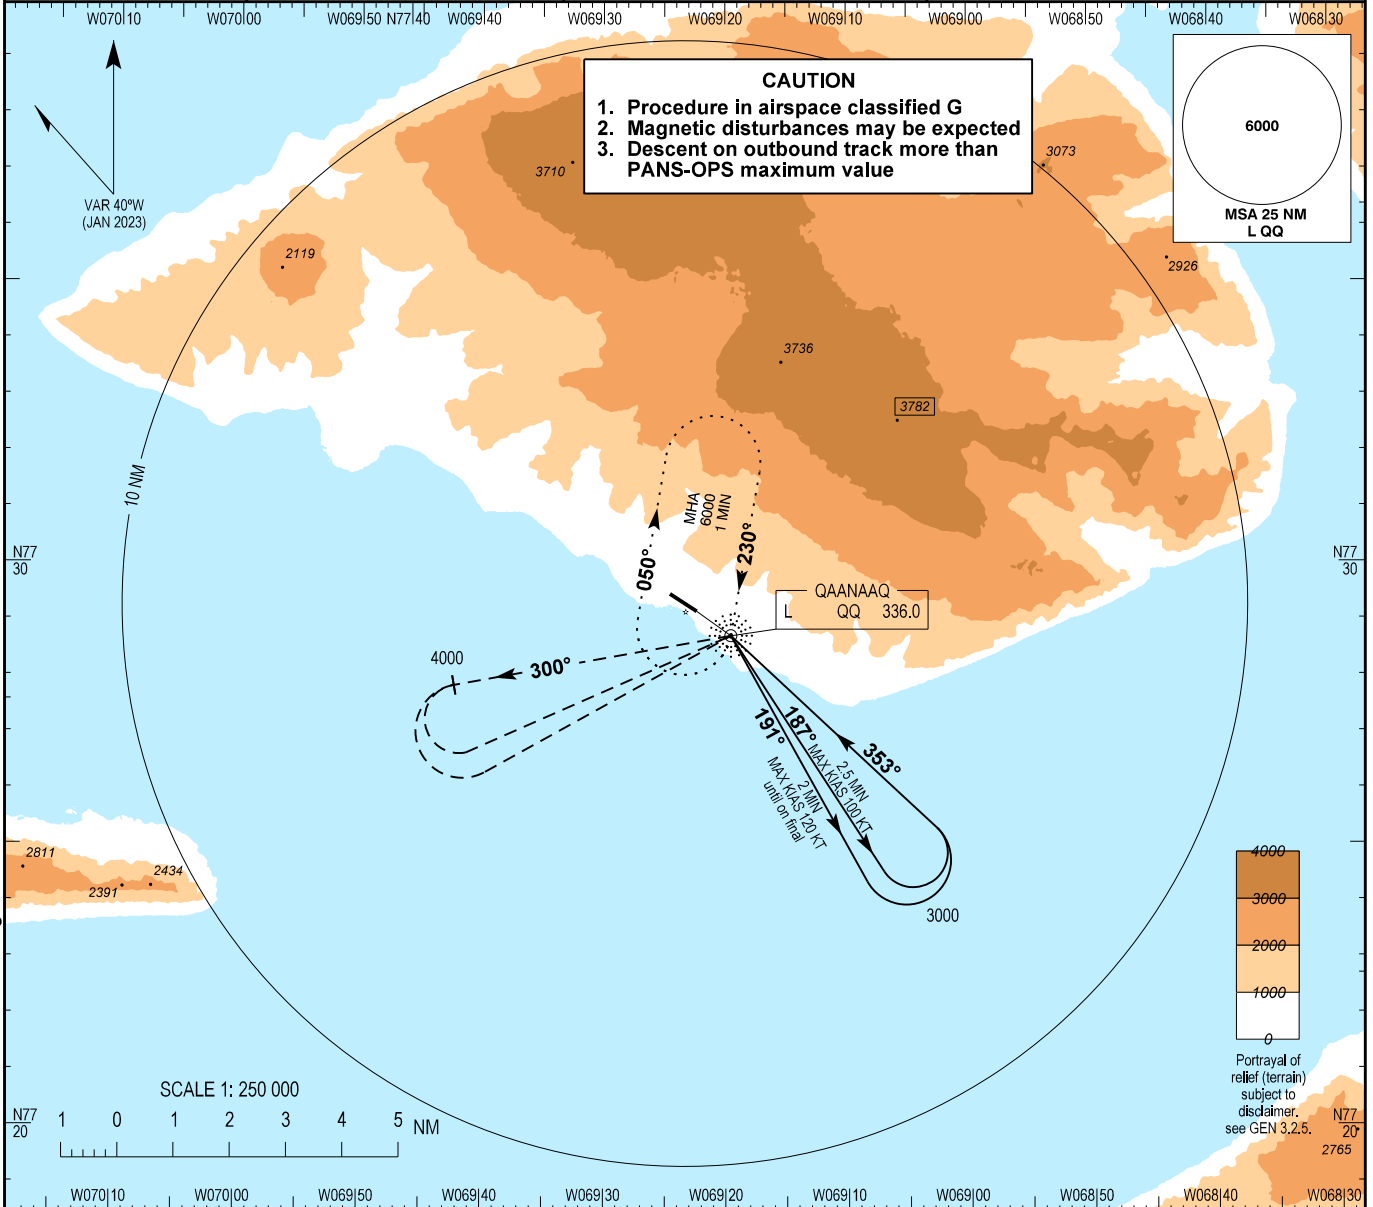 W070|10 W070|00 W069|50 N77|40 W069|40 W069|30 W069|20 W069|10 W069|00 W068|50 W068|40 W068|30
CAUTION
1. Procedure in airspace classified G
2. Magnetic disturbances may be expected
3. Descent on outbound track more than
PANS-OPS maximum value
6000
MSA 25 NM
L QQ
VAR 40°W
(JAN 2023)
3710
3073
2119
2926
3736
3782
10 NM
MHA
6000
1 MIN
050°
230°
N77
30
N77
30
QAANAAQ
L QQ 336.0
4000
300°
191°
187°
353°
2.5 MIN
MAX KIAS 100 KT
2 MIN
MAX KIAS 120 KT
until on final
3000
2811
2434
2391
4000
3000
2000
1000
0
Portrayal of
relief (terrain)
subject to
disclaimer.
see GEN 3.2.5.
SCALE 1: 250 000
1 0 1 2 3 4 5 NM
N77
20
N77
20
2765
W070|10 W070|00 W069|50 W069|40 W069|30 W069|20 W069|10 W069|00 W068|50 W068|40 W068|30